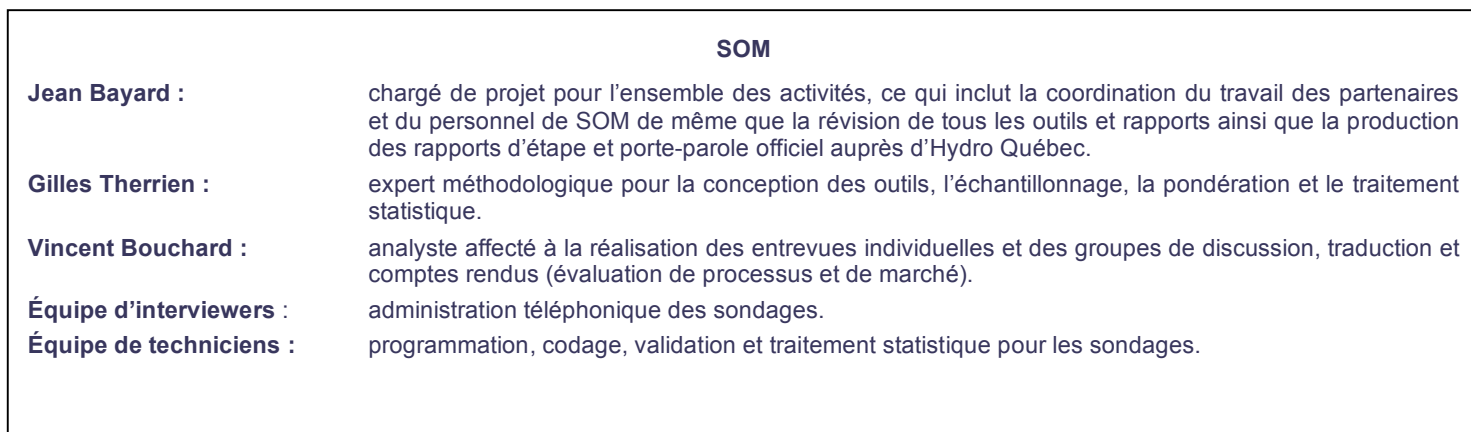 SOM
Jean Bayard : chargé de projet pour l'ensemble des activités, ce qui inclut la coordination du travail des partenaires
et du personnel de SOM de même que la révision de tous les outils et rapports ainsi que la production
des rapports d'étape et porte-parole officiel auprès d'Hydro Québec.
Gilles Therrien : expert méthodologique pour la conception des outils, l'échantillonnage, la pondération et le traitement
statistique.
Vincent Bouchard : analyste affecté à la réalisation des entrevues individuelles et des groupes de discussion, traduction et
comptes rendus (évaluation de processus et de marché).
Équipe d'interviewers : administration téléphonique des sondages.
Équipe de techniciens : programmation, codage, validation et traitement statistique pour les sondages.